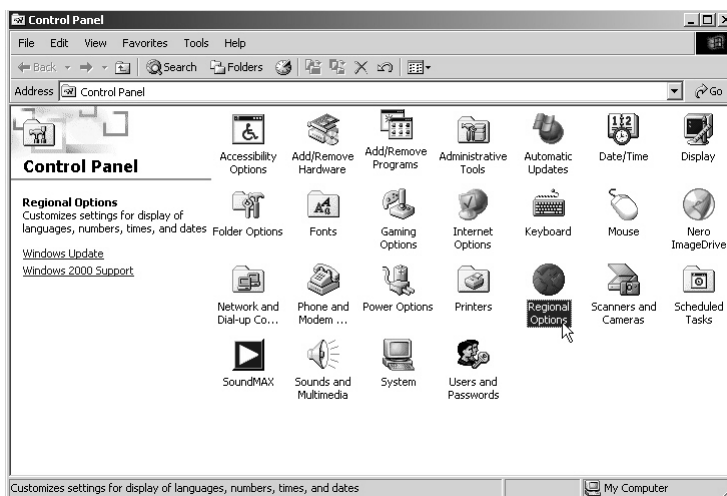 Control Panel
File Edit View Favorites Tools Help
Back Search Folders
Address Control Panel Go
Control Panel
Regional Options
Customizes settings for display of
languages, numbers, times, and dates
Windows Update
Windows 2000 Support
Accessibility
Options
Add/Remove
Hardware
Add/Remove
Programs
Administrative
Tools
Automatic
Updates
Date/Time
Display
Folder Options
Fonts
Gaming
Options
Internet
Options
Keyboard
Mouse
Nero
ImageDrive
Network and
Dial-up Co...
Phone and
Modem ...
Power Options
Printers
Regional
Options
Scanners and
Cameras
Scheduled
Tasks
SoundMAX
Sounds and
Multimedia
System
Users and
Passwords
Customizes settings for display of languages, numbers, times, and dates
My Computer